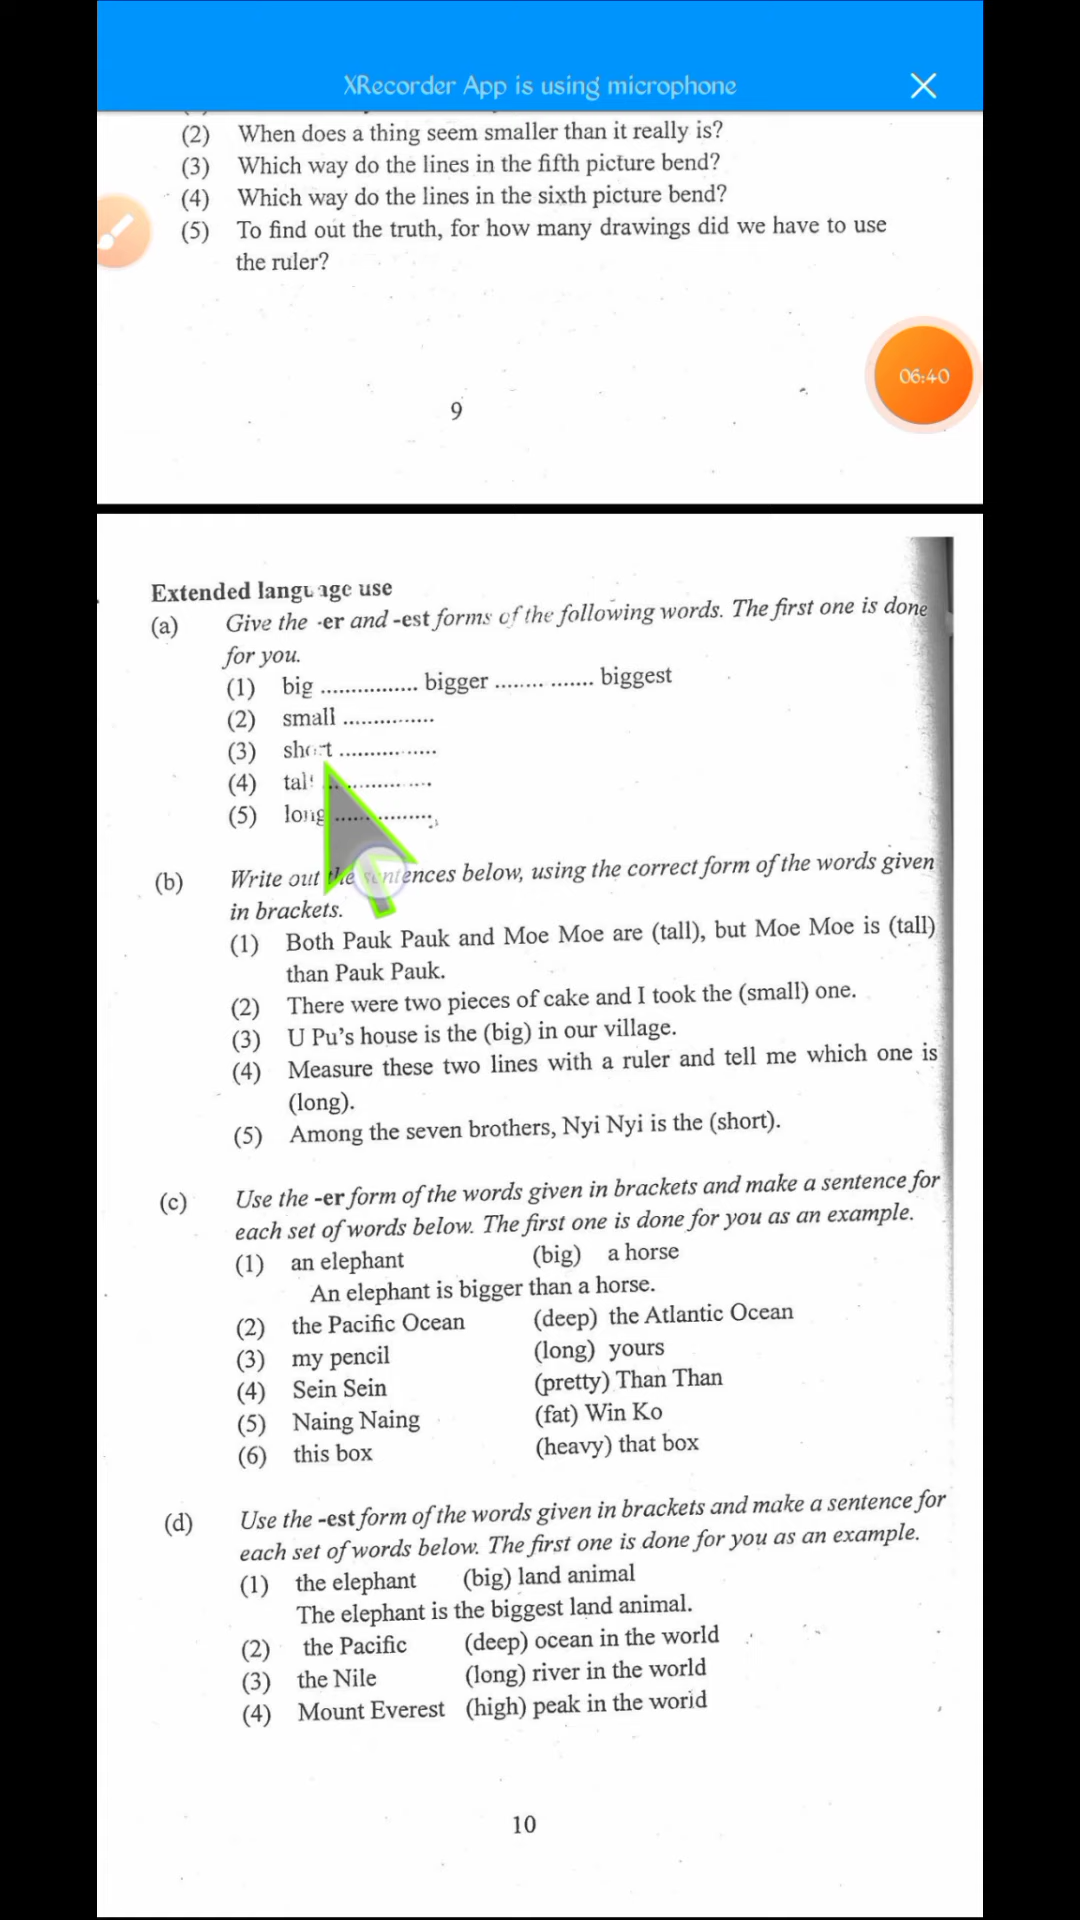 XRecorder App is using microphone
(2) When does a thing seem smaller than it really is?
(3) Which way do the lines in the fifth picture bend?
(4) Which way do the lines in the sixth picture bend?
(5) To find out the truth, for how many drawings did we have to use
the ruler?
06:40
9
Extended language use
(a) Give the -er and -est forms of the following words. The first one is done
for you.
(1) big ................ bigger ........ ....... biggest
(2) small ...............
(3) short ................
(4) tall ................
(5) long ................
(b) Write out the sentences below, using the correct form of the words given
in brackets.
(1) Both Pauk Pauk and Moe Moe are (tall), but Moe Moe is (tall)
than Pauk Pauk.
(2) There were two pieces of cake and I took the (small) one.
(3) U Pu's house is the (big) in our village.
(4) Measure these two lines with a ruler and tell me which one is
(long).
(5) Among the seven brothers, Nyi Nyi is the (short).
(c) Use the -er form of the words given in brackets and make a sentence for
each set of words below. The first one is done for you as an example.
(1) an elephant (big) a horse
An elephant is bigger than a horse.
(2) the Pacific Ocean (deep) the Atlantic Ocean
(3) my pencil (long) yours
(4) Sein Sein (pretty) Than Than
(5) Naing Naing (fat) Win Ko
(6) this box (heavy) that box
(d) Use the -est form of the words given in brackets and make a sentence for
each set of words below. The first one is done for you as an example.
(1) the elephant (big) land animal
The elephant is the biggest land animal.
(2) the Pacific (deep) ocean in the world
(3) the Nile (long) river in the world
(4) Mount Everest (high) peak in the world
10